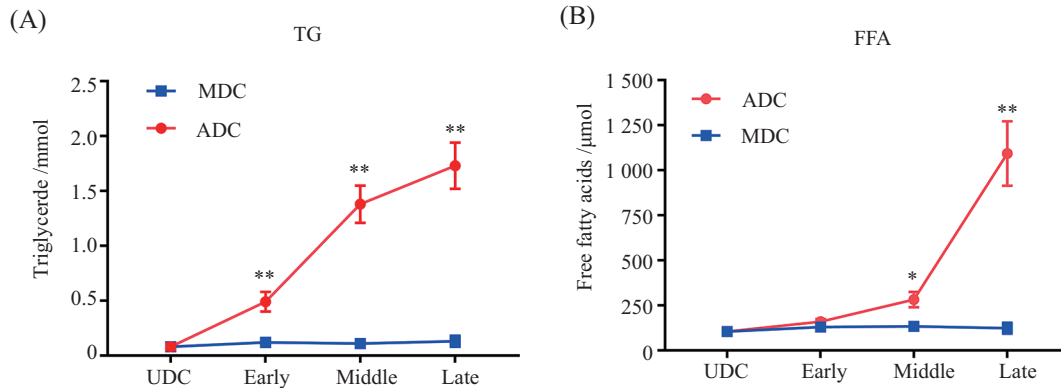 (A)
TG
Triglycerde /mmol
2.5
2.0
1.5
1.0
0.5
0
MDC
ADC
**
**
**
UDC Early Middle Late
(B)
FFA
Free fatty acids /μmol
1 500
1 250
1 000
750
500
250
0
ADC
MDC
*
**
UDC Early Middle Late